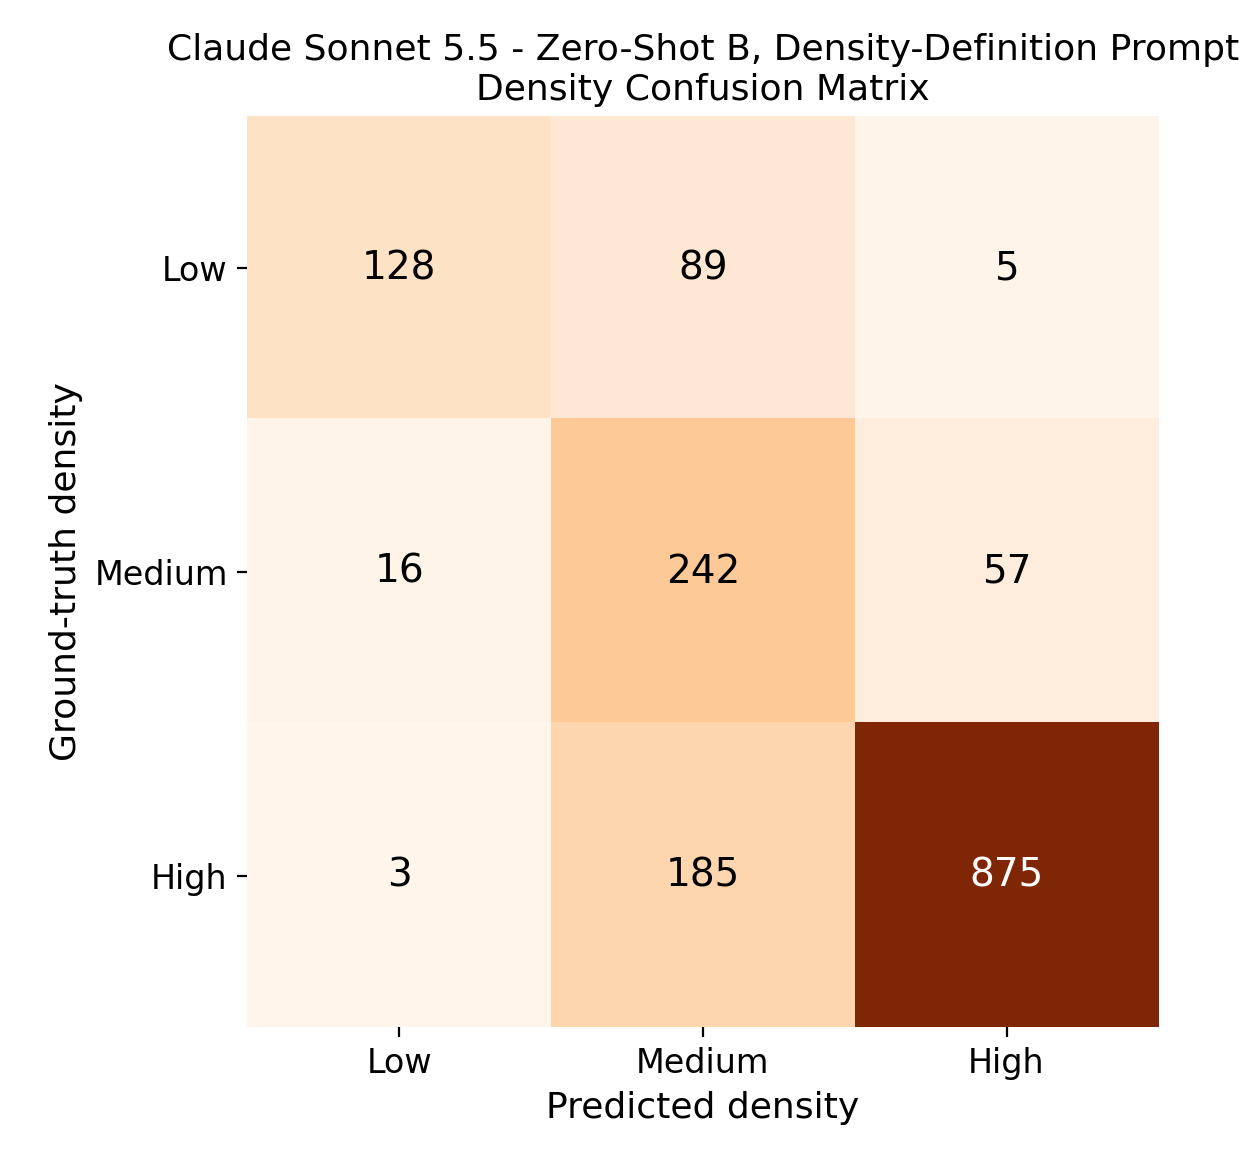 Claude Sonnet 5.5 - Zero-Shot B, Density-Definition Prompt
Density Confusion Matrix
Ground-truth density
Low
128
89
5
Medium
16
242
57
High
3
185
875
Low
Medium
High
Predicted density